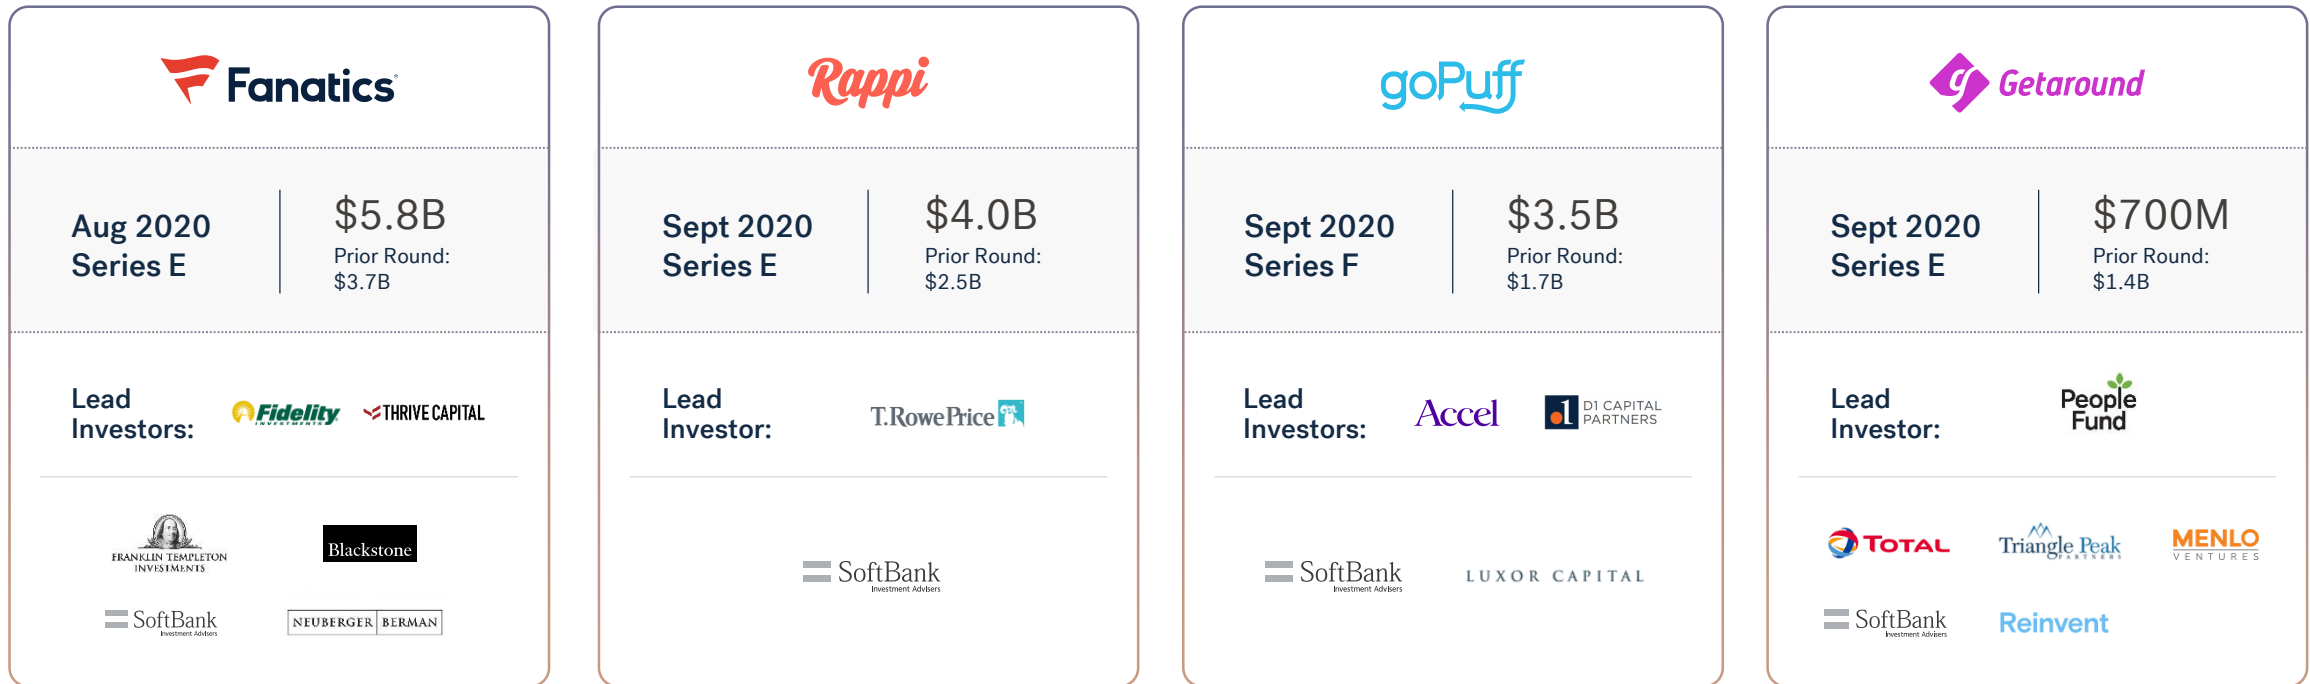 Fanatics
Aug 2020
Series E
$5.8B
Prior Round:
$3.7B
Lead
Investors:
Fidelity
INVESTMENTS
THRIVE CAPITAL
FRANKLIN TEMPLETON
INVESTMENTS
Blackstone
SoftBank
Investment Advisers
NEUBERGER BERMAN
Rappi
Sept 2020
Series E
$4.0B
Prior Round:
$2.5B
Lead
Investor:
T.RowePrice
SoftBank
Investment Advisers
goPuff
Sept 2020
Series F
$3.5B
Prior Round:
$1.7B
Lead
Investors:
Accel
D1 CAPITAL
PARTNERS
SoftBank
Investment Advisers
LUXOR CAPITAL
Getaround
Sept 2020
Series E
$700M
Prior Round:
$1.4B
Lead
Investor:
People
Fund
TOTAL
Triangle Peak
PARTNERS
MENLO
VENTURES
SoftBank
Investment Advisers
Reinvent